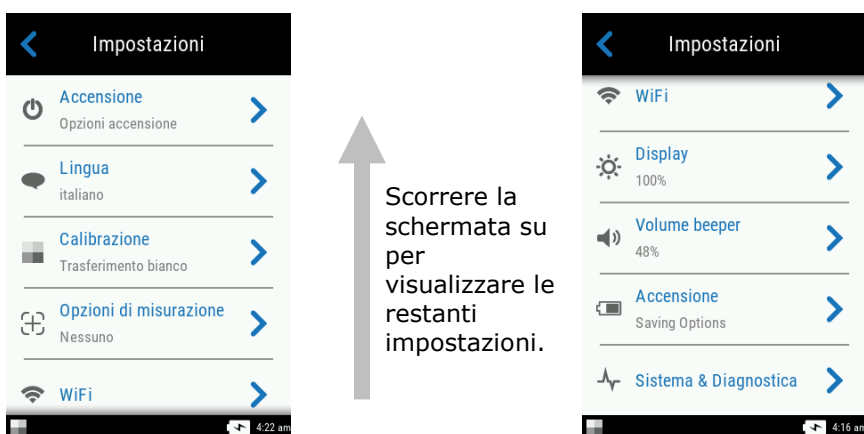 Impostazioni
Accensione
Opzioni accensione
Lingua
italiano
Calibrazione
Trasferimento bianco
Opzioni di misurazione
Nessuno
WiFi
4:22 am
Scorrere la
schermata su
per
visualizzare le
restanti
impostazioni.
Impostazioni
WiFi
Display
100%
Volume beeper
48%
Accensione
Saving Options
Sistema & Diagnostica
4:16 am